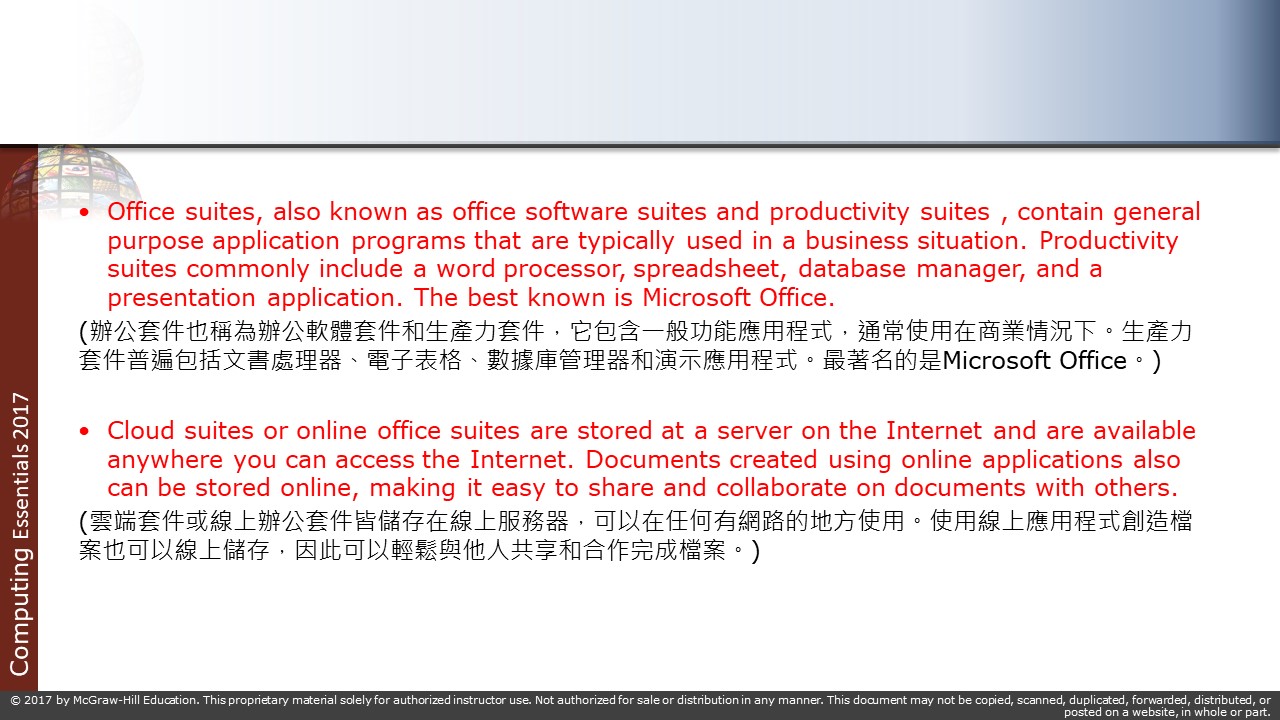 • Office suites, also known as office software suites and productivity suites , contain general
purpose application programs that are typically used in a business situation. Productivity
suites commonly include a word processor, spreadsheet, database manager, and a
presentation application. The best known is Microsoft Office.
(辦公套件也稱為辦公軟體套件和生產力套件，它包含一般功能應用程式，通常使用在商業情況下。生產力
套件普遍包括文書處理器、電子表格、數據庫管理器和演示應用程式。最著名的是Microsoft Office。)
• Cloud suites or online office suites are stored at a server on the Internet and are available
anywhere you can access the Internet. Documents created using online applications also
can be stored online, making it easy to share and collaborate on documents with others.
(雲端套件或線上辦公套件皆儲存在線上服務器，可以在任何有網路的地方使用。使用線上應用程式創造檔
案也可以線上儲存，因此可以輕鬆與他人共享和合作完成檔案。)
Computing Essentials 2017
© 2017 by McGraw-Hill Education. This proprietary material solely for authorized instructor use. Not authorized for sale or distribution in any manner. This document may not be copied, scanned, duplicated, forwarded, distributed, or
posted on a website, in whole or part.